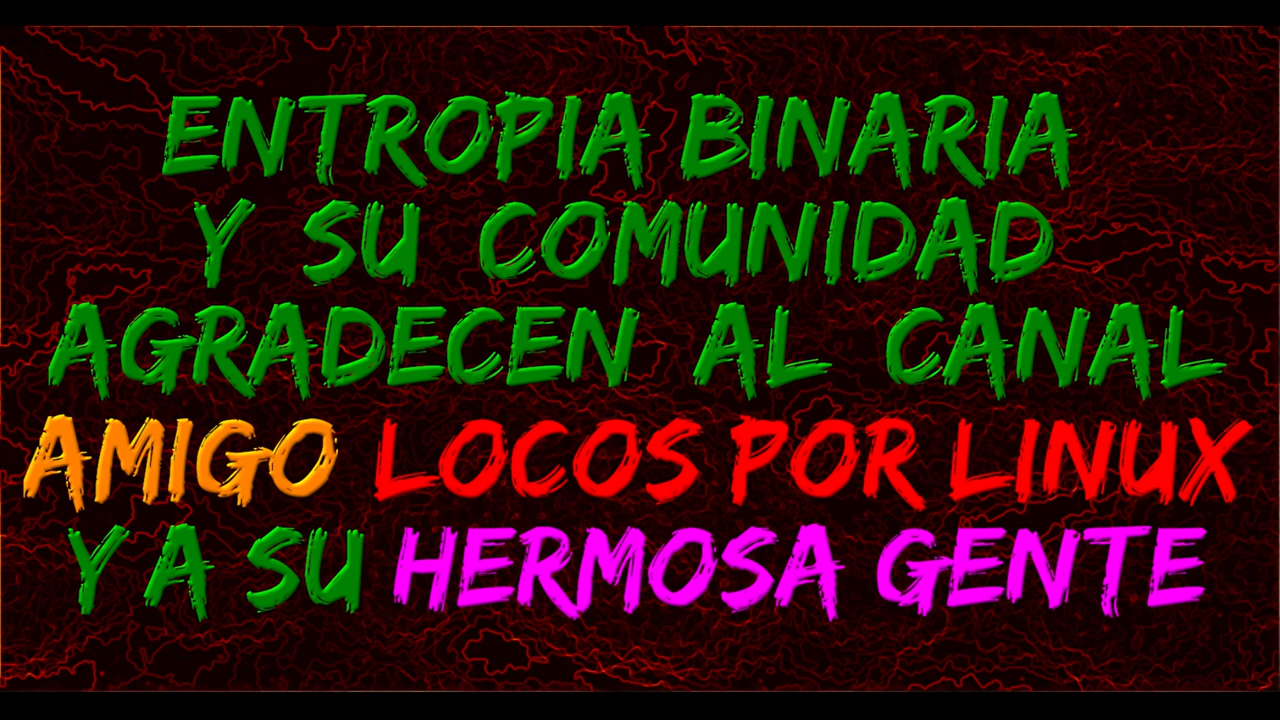 ENTROPIA BINARIA
Y SU COMUNIDAD
AGRADECEN AL CANAL
AMIGO LOCOS POR LINUX
Y A SU HERMOSA GENTE